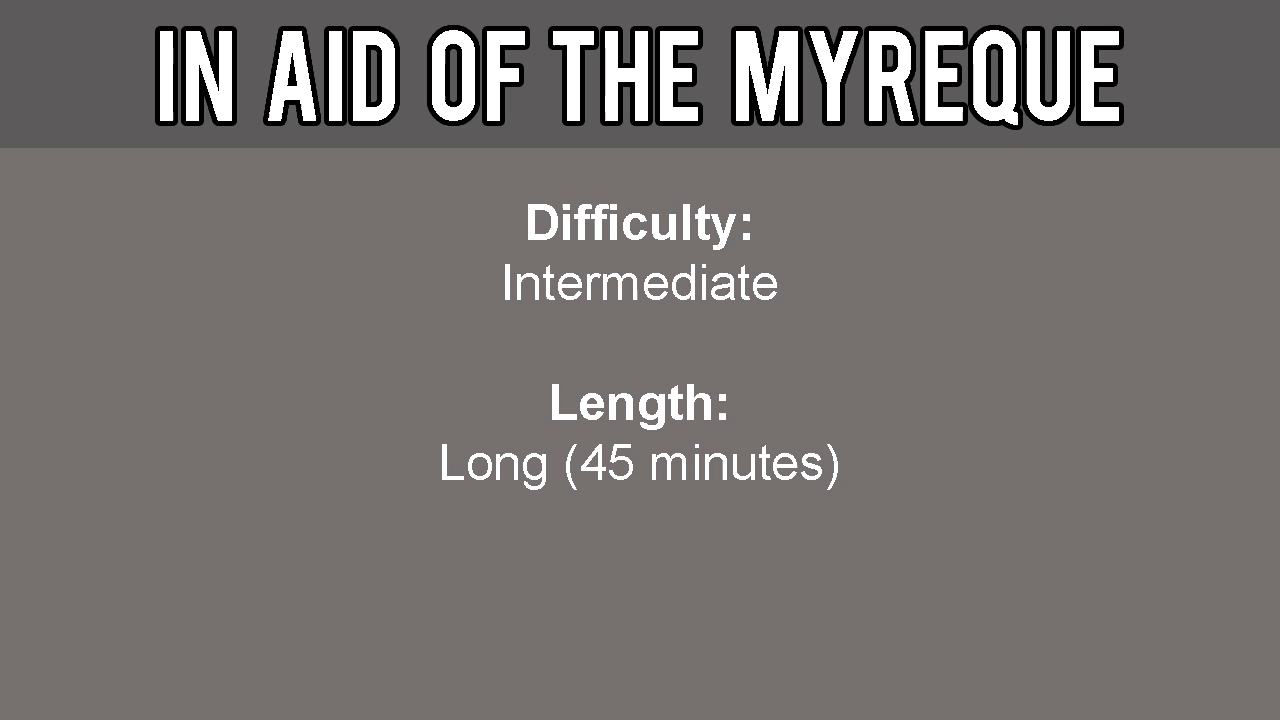 IN AID OF THE MYREQUE
Difficulty:
Intermediate
Length:
Long (45 minutes)